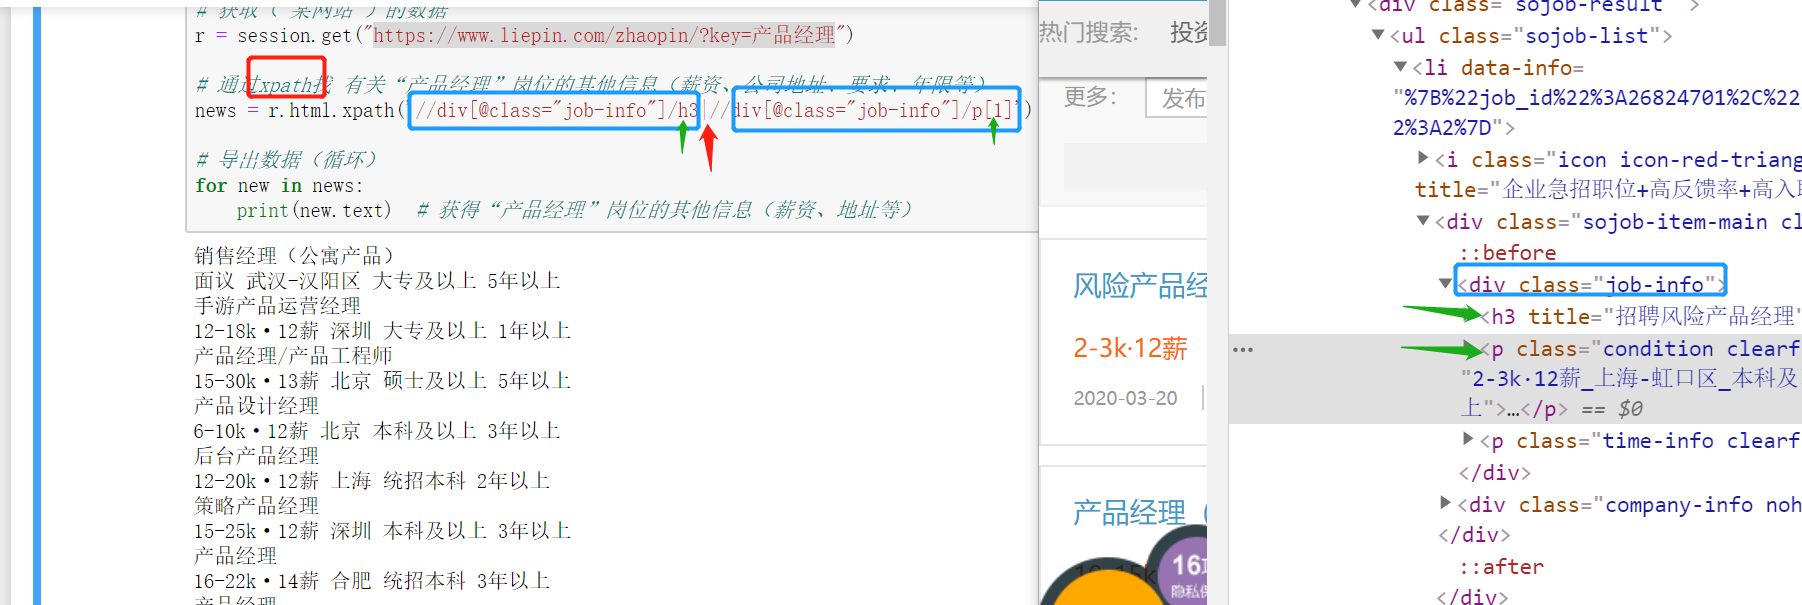 # 获取（“某网站”）的数据
r = session.get("https://www.liepin.com/zhaopin/?key=产品经理")
# 通过xpath找 有关“产品经理”岗位的其他信息（薪资、公司地址、要求、年限等）
news = r.html.xpath('//div[@class="job-info"]/h3|//div[@class="job-info"]/p[1]')
# 导出数据（循环）
for new in news:
print(new.text) # 获得“产品经理”岗位的其他信息（薪资、地址等）
销售经理（公寓产品）
面议 武汉-汉阳区 大专及以上 5年以上
手游产品运营经理
12-18k·12薪 深圳 大专及以上 1年以上
产品经理/产品工程师
15-30k·13薪 北京 硕士及以上 5年以上
产品设计经理
6-10k·12薪 北京 本科及以上 3年以上
后台产品经理
12-20k·12薪 上海 统招本科 2年以上
策略产品经理
15-25k·12薪 深圳 本科及以上 3年以上
产品经理
16-22k·14薪 合肥 统招本科 3年以上
产品经理
热门搜索: 投资
更多: 发布
风险产品经
2-3k·12薪
2020-03-20
产品经理（
16
隐私保
<div class="sojob-result ">
<ul class="sojob-list">
<li data-info=
"%7B%22job_id%22%3A26824701%2C%22
2%3A2%7D">
<i class="icon icon-red-triang
title="企业急招职位+高反馈率+高入职
<div class="sojob-item-main cl
::before
<div class="job-info">
<h3 title="招聘风险产品经理"
<p class="condition clearf
"2-3k·12薪_上海-虹口区_本科及
上">…</p> == $0
<p class="time-info clearf
</div>
<div class="company-info noh
</div>
::after
</div>